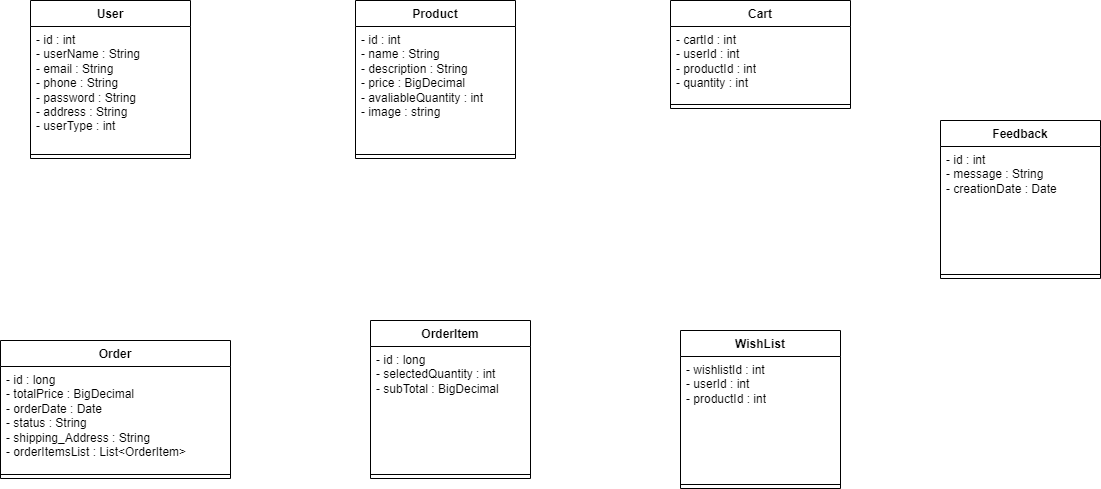 User
- id : int
- userName : String
- email : String
- phone : String
- password : String
- address : String
- userType : int
Product
- id : int
- name : String
- description : String
- price : BigDecimal
- avaliableQuantity : int
- image : string
Cart
- cartId : int
- userId : int
- productId : int
- quantity : int
Feedback
- id : int
- message : String
- creationDate : Date
Order
- id : long
- totalPrice : BigDecimal
- orderDate : Date
- status : String
- shipping_Address : String
- orderItemsList : List<OrderItem>
OrderItem
- id : long
- selectedQuantity : int
- subTotal : BigDecimal
WishList
- wishlistId : int
- userId : int
- productId : int